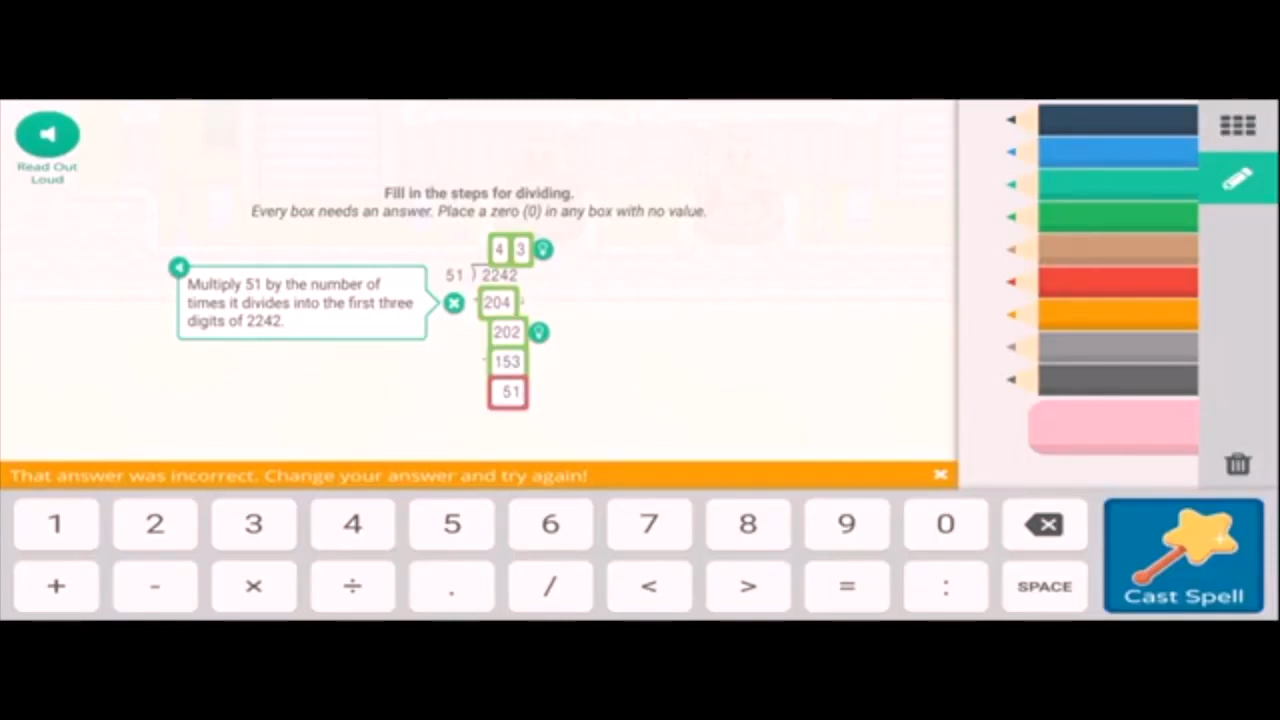 Read Out
Loud
Fill in the steps for dividing.
Every box needs an answer. Place a zero (0) in any box with no value.
4 3
51 ) 2242
Multiply 51 by the number of
times it divides into the first three
digits of 2242.
204
202
153
51
That answer was incorrect. Change your answer and try again!
1 2 3 4 5 6 7 8 9 0
+ - × ÷ . / < > = : SPACE
Cast Spell